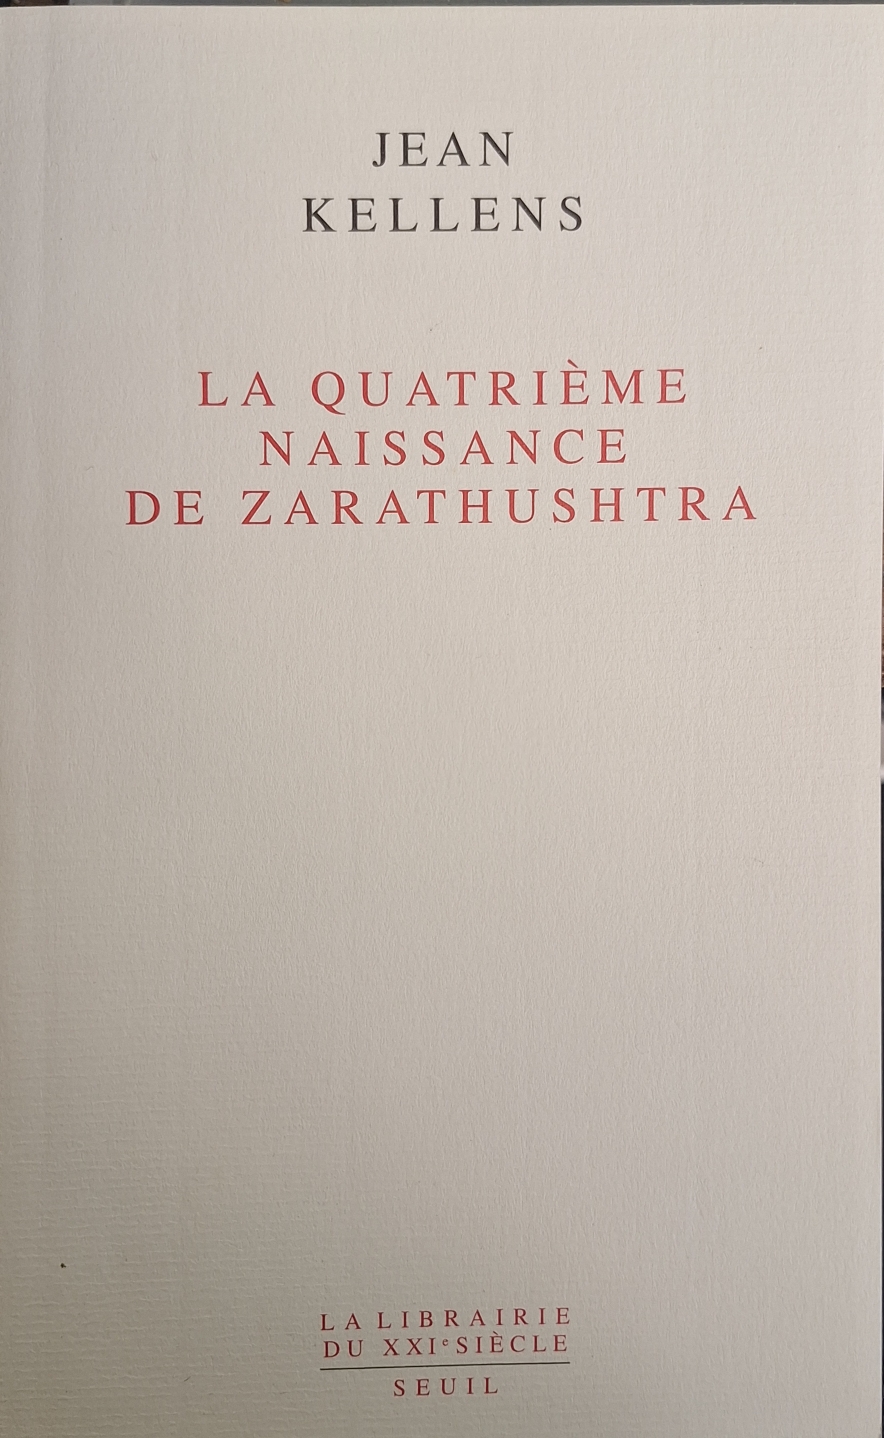 JEAN
KELLENS
LA QUATRIÈME
NAISSANCE
DE ZARATHUSHTRA
LA LIBRAIRIE
DU XXIᵉ SIÈCLE
SEUIL